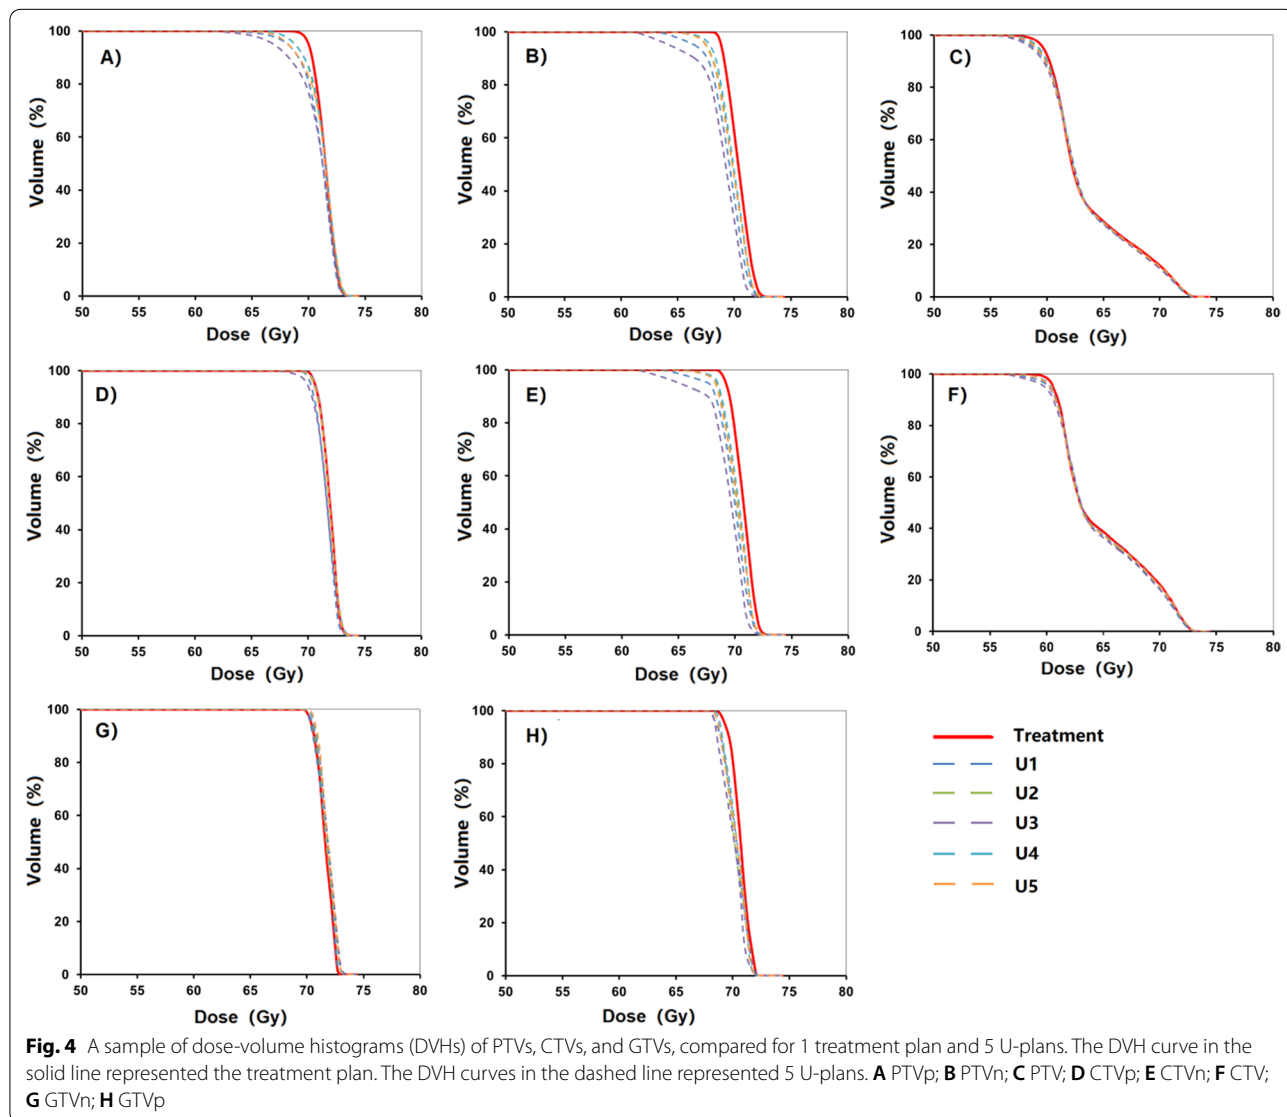 A)
Volume (%)
100
80
60
40
20
0
50 55 60 65 70 75 80
Dose (Gy)
B)
Volume (%)
100
80
60
40
20
0
50 55 60 65 70 75 80
Dose (Gy)
C)
Volume (%)
100
80
60
40
20
0
50 55 60 65 70 75 80
Dose (Gy)
D)
Volume (%)
100
80
60
40
20
0
50 55 60 65 70 75 80
Dose (Gy)
E)
Volume (%)
100
80
60
40
20
0
50 55 60 65 70 75 80
Dose (Gy)
F)
Volume (%)
100
80
60
40
20
0
50 55 60 65 70 75 80
Dose (Gy)
G)
Volume (%)
100
80
60
40
20
0
50 55 60 65 70 75 80
Dose (Gy)
H)
Volume (%)
100
80
60
40
20
0
50 55 60 65 70 75 80
Dose (Gy)
Treatment
U1
U2
U3
U4
U5
Fig. 4 A sample of dose-volume histograms (DVHs) of PTVs, CTVs, and GTVs, compared for 1 treatment plan and 5 U-plans. The DVH curve in the
solid line represented the treatment plan. The DVH curves in the dashed line represented 5 U-plans. A PTVp; B PTVn; C PTV; D CTVp; E CTVn; F CTV;
G GTVn; H GTVp